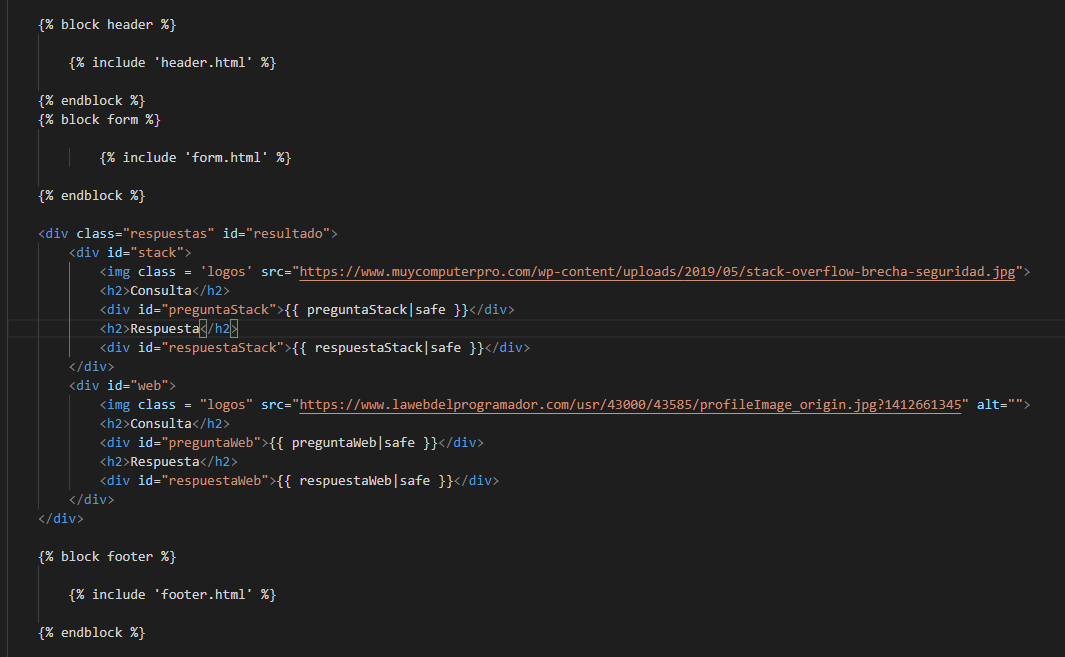 {% block header %}
{% include 'header.html' %}
{% endblock %}
{% block form %}
{% include 'form.html' %}
{% endblock %}
<div class="respuestas" id="resultado">
<div id="stack">
<img class = 'logos' src="https://www.muycomputerpro.com/wp-content/uploads/2019/05/stack-overflow-brecha-seguridad.jpg">
<h2>Consulta</h2>
<div id="preguntaStack">{{ preguntaStack|safe }}</div>
<h2>Respuesta</h2>
<div id="respuestaStack">{{ respuestaStack|safe }}</div>
</div>
<div id="web">
<img class = "logos" src="https://www.lawebdelprogramador.com/usr/43000/43585/profileImage_origin.jpg?1412661345" alt="">
<h2>Consulta</h2>
<div id="preguntaWeb">{{ preguntaWeb|safe }}</div>
<h2>Respuesta</h2>
<div id="respuestaWeb">{{ respuestaWeb|safe }}</div>
</div>
</div>
{% block footer %}
{% include 'footer.html' %}
{% endblock %}